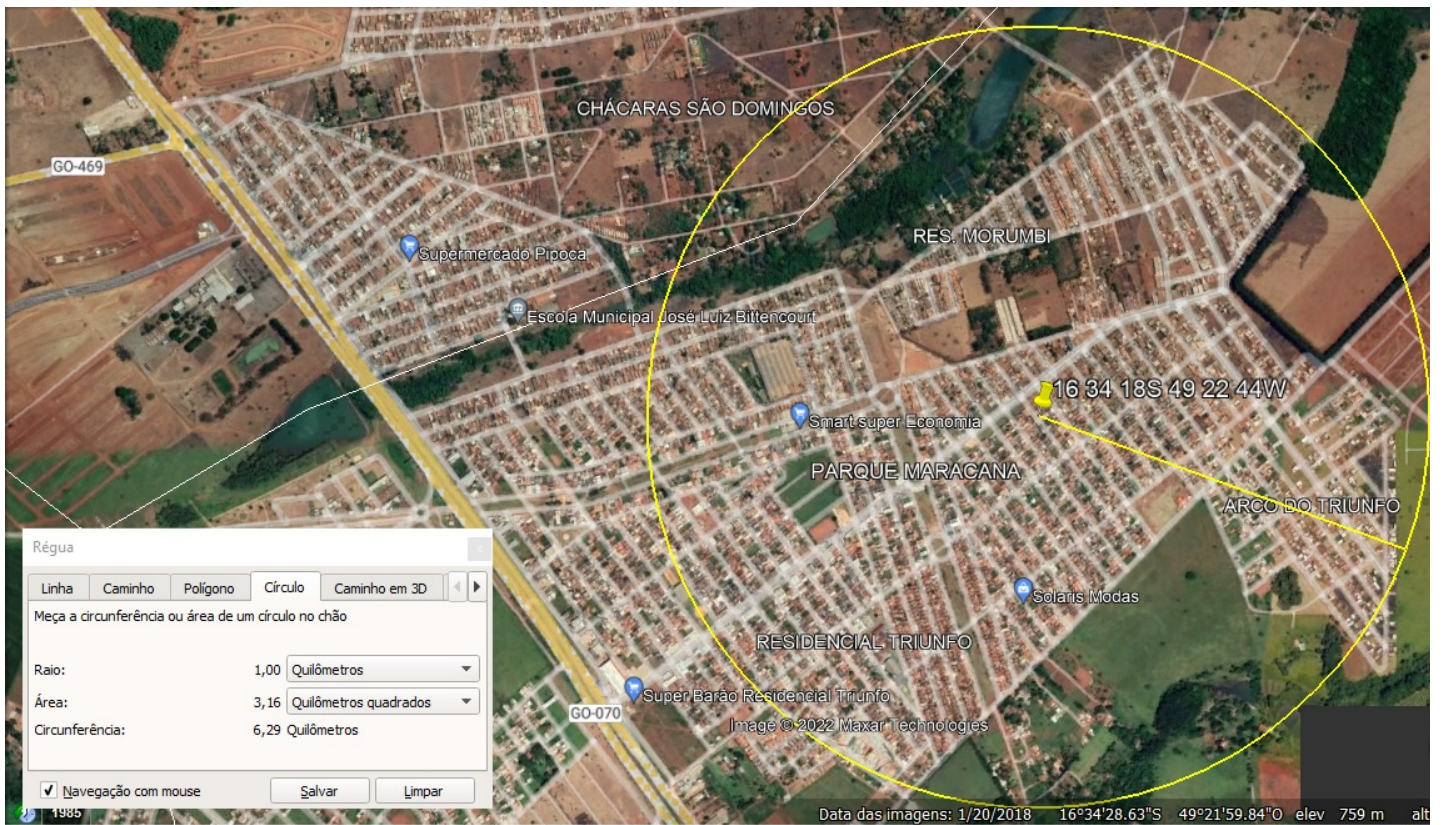 CHÁCARAS SÃO DOMINGOS
GO-469
RES. MORUMBI
Supermercado Pipoca
Escola Municipal José Luiz Bittencourt
16 34 18S 49 22 44W
Smart super Economia
PARQUE MARACANA
ARCO DO TRIUNFO
Solaris Modas
RESIDENCIAL TRIUNFO
Super Barão Residencial Triunfo
GO-070
Image © 2022 Maxar Technologies
Régua
Linha Caminho Polígono Círculo Caminho em 3D
Meça a circunferência ou área de um círculo no chão
Raio: 1,00 Quilômetros
Área: 3,16 Quilômetros quadrados
Circunferência: 6,29 Quilômetros
Navegação com mouse Salvar Limpar
1985
Data das imagens: 1/20/2018 16°34'28.63"S 49°21'59.84"O elev 759 m alt